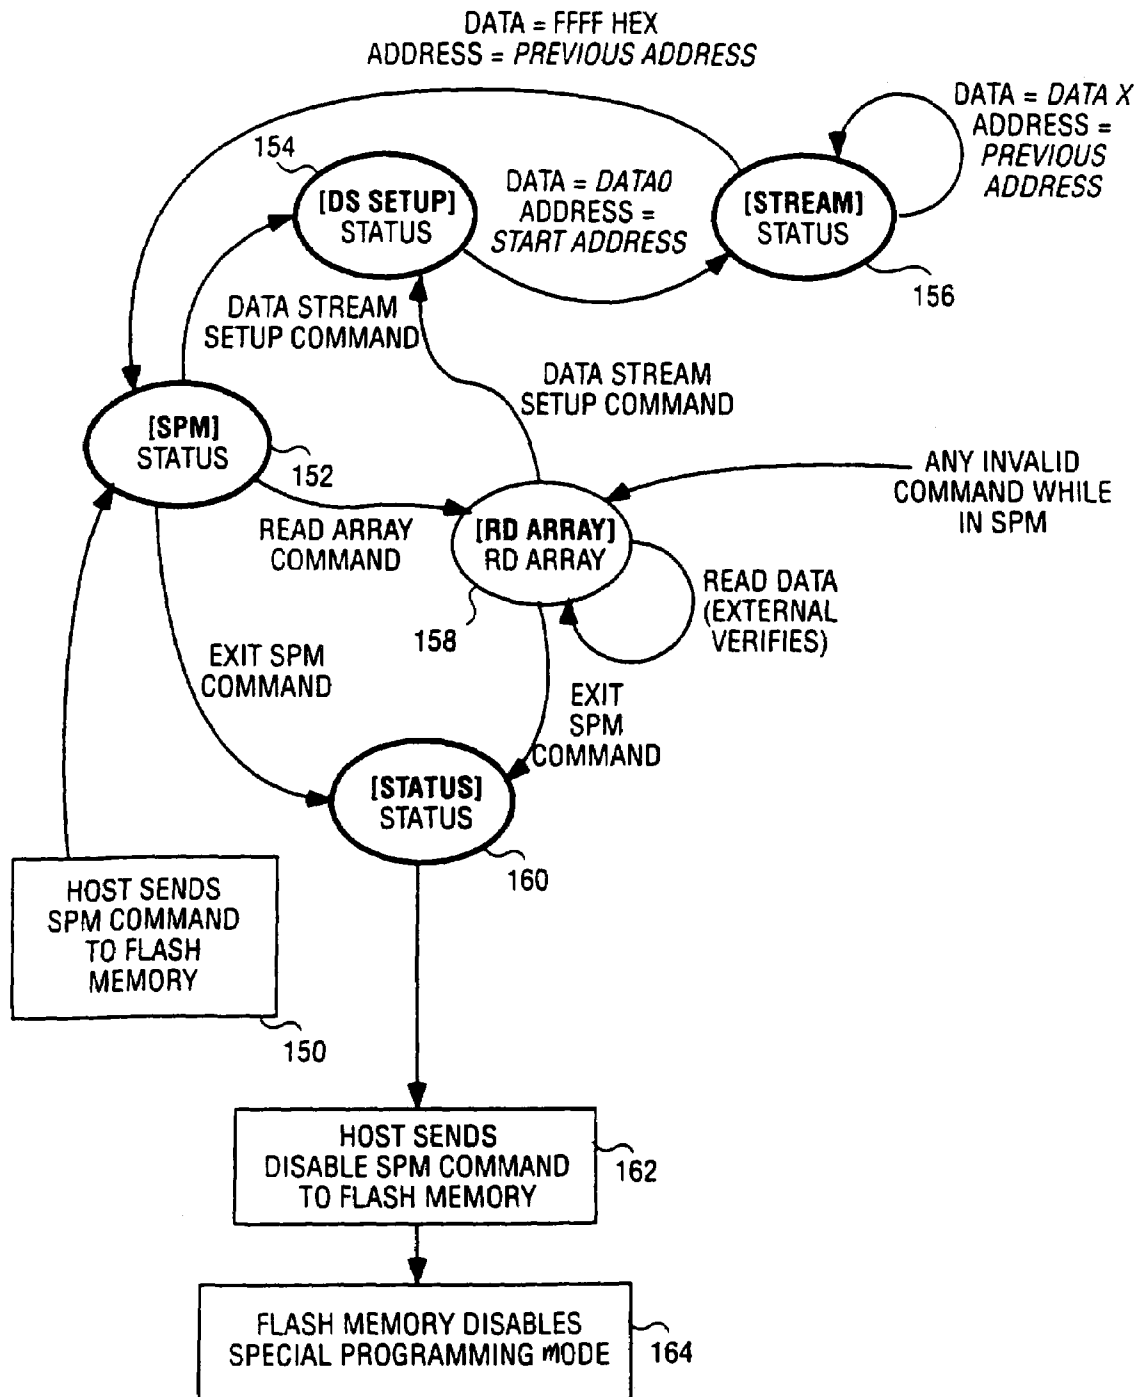 DATA = FFFF HEX
ADDRESS = PREVIOUS ADDRESS
DATA = DATA X
ADDRESS =
PREVIOUS
ADDRESS
154
[DS SETUP]
STATUS
DATA = DATA0
ADDRESS =
START ADDRESS
[STREAM]
STATUS
156
DATA STREAM
SETUP COMMAND
DATA STREAM
SETUP COMMAND
[SPM]
STATUS
152
READ ARRAY
COMMAND
[RD ARRAY]
RD ARRAY
158
ANY INVALID
COMMAND WHILE
IN SPM
READ DATA
(EXTERNAL
VERIFIES)
EXIT SPM
COMMAND
EXIT
SPM
COMMAND
[STATUS]
STATUS
160
HOST SENDS
SPM COMMAND
TO FLASH
MEMORY
150
HOST SENDS
DISABLE SPM COMMAND
TO FLASH MEMORY
162
FLASH MEMORY DISABLES
SPECIAL PROGRAMMING MODE
164